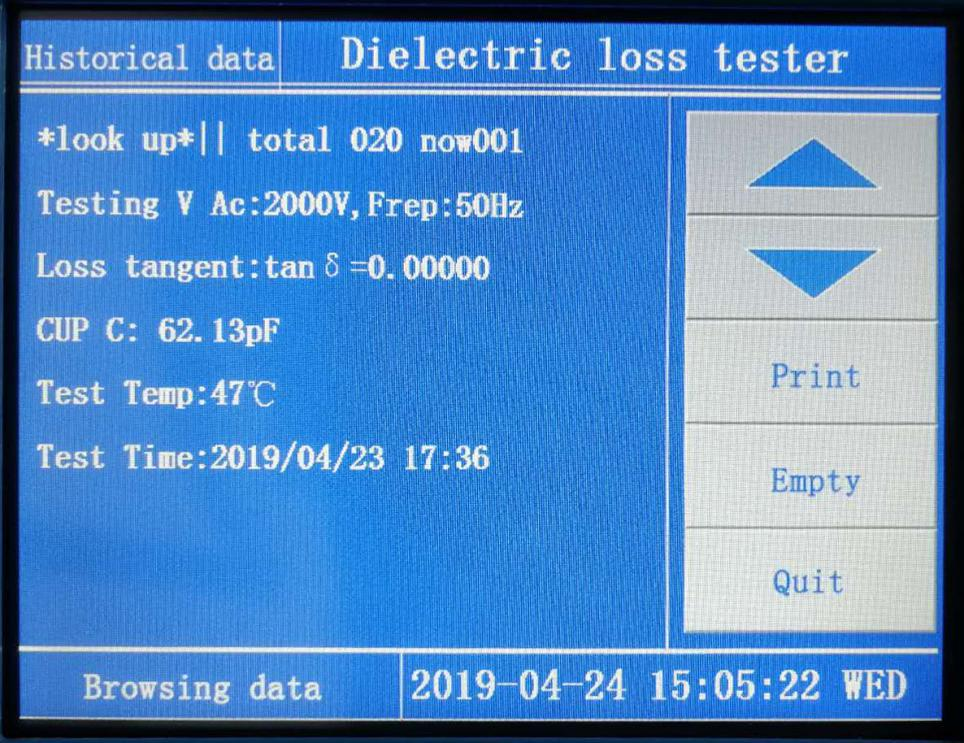 Historical data
Dielectric loss tester
*look up*|| total 020 now001
Testing V Ac:2000V,Frep:50Hz
Loss tangent:tan δ =0.00000
CUP C: 62.13pF
Test Temp:47℃
Test Time:2019/04/23 17:36
Print
Empty
Quit
Browsing data
2019-04-24 15:05:22 WED